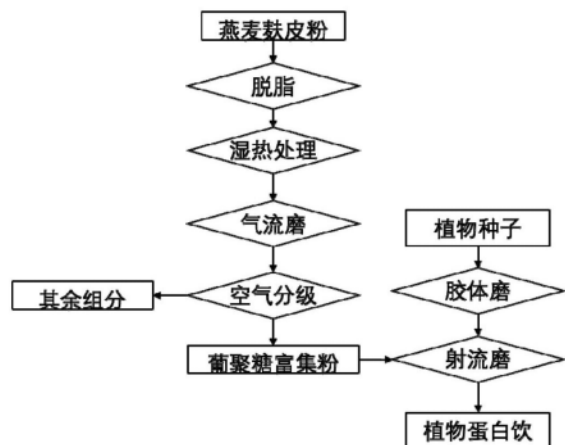 燕麦麸皮粉
脱脂
湿热处理
气流磨
植物种子
其余组分
空气分级
胶体磨
葡聚糖富集粉
射流磨
植物蛋白饮